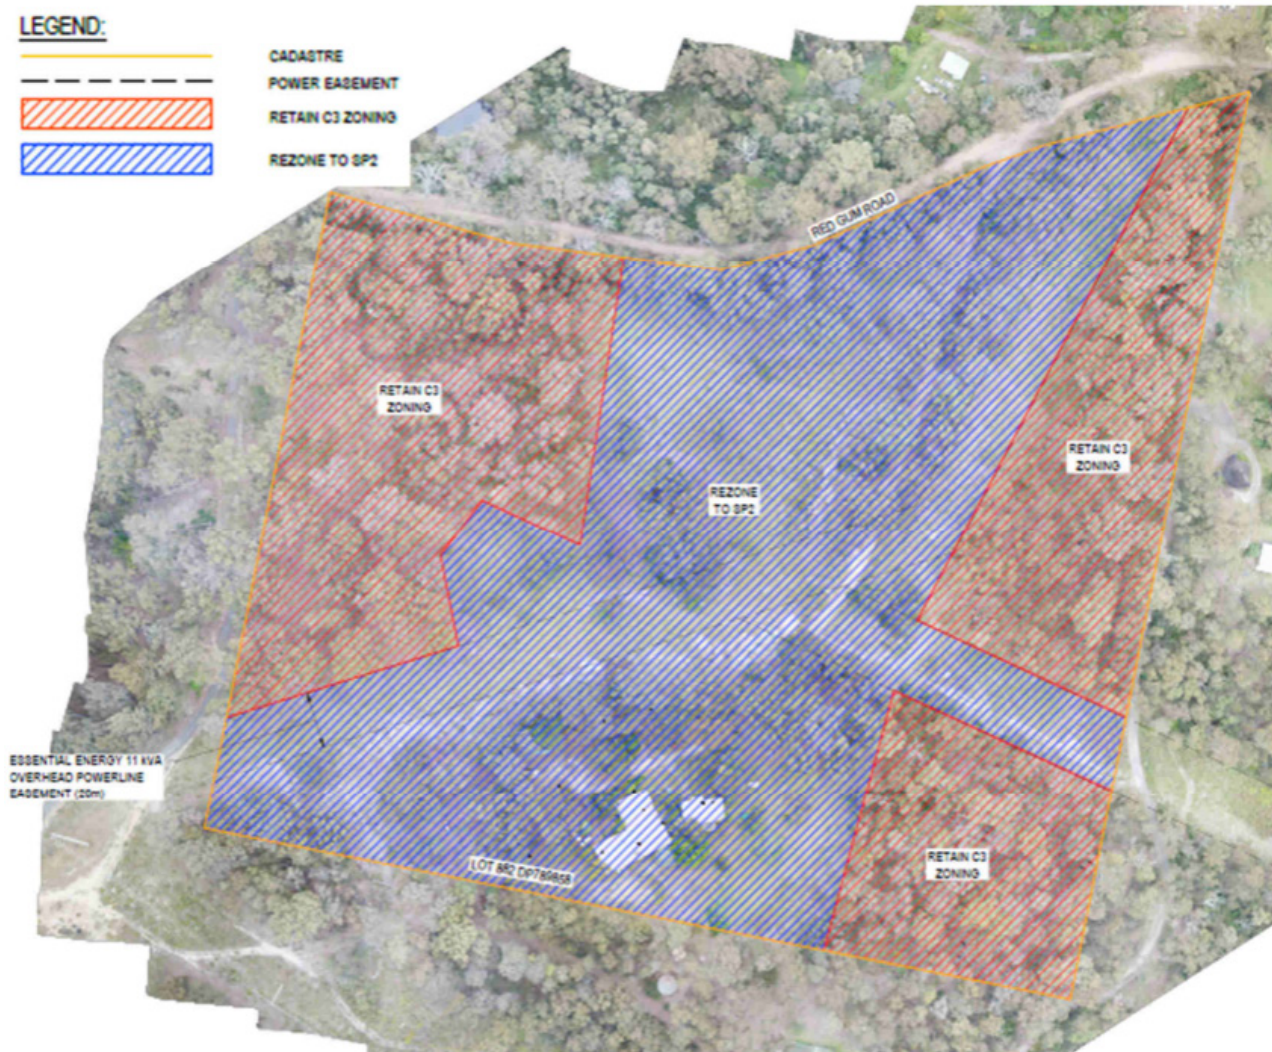 LEGEND:
CADASTRE
POWER EASEMENT
RETAIN C3 ZONING
REZONE TO SP2
RED GUM ROAD
RETAIN C3
ZONING
RETAIN C3
ZONING
REZONE
TO SP2
ESSENTIAL ENERGY 11 kVA
OVERHEAD POWERLINE
EASEMENT (20m)
LOT 882 DP789868
RETAIN C3
ZONING